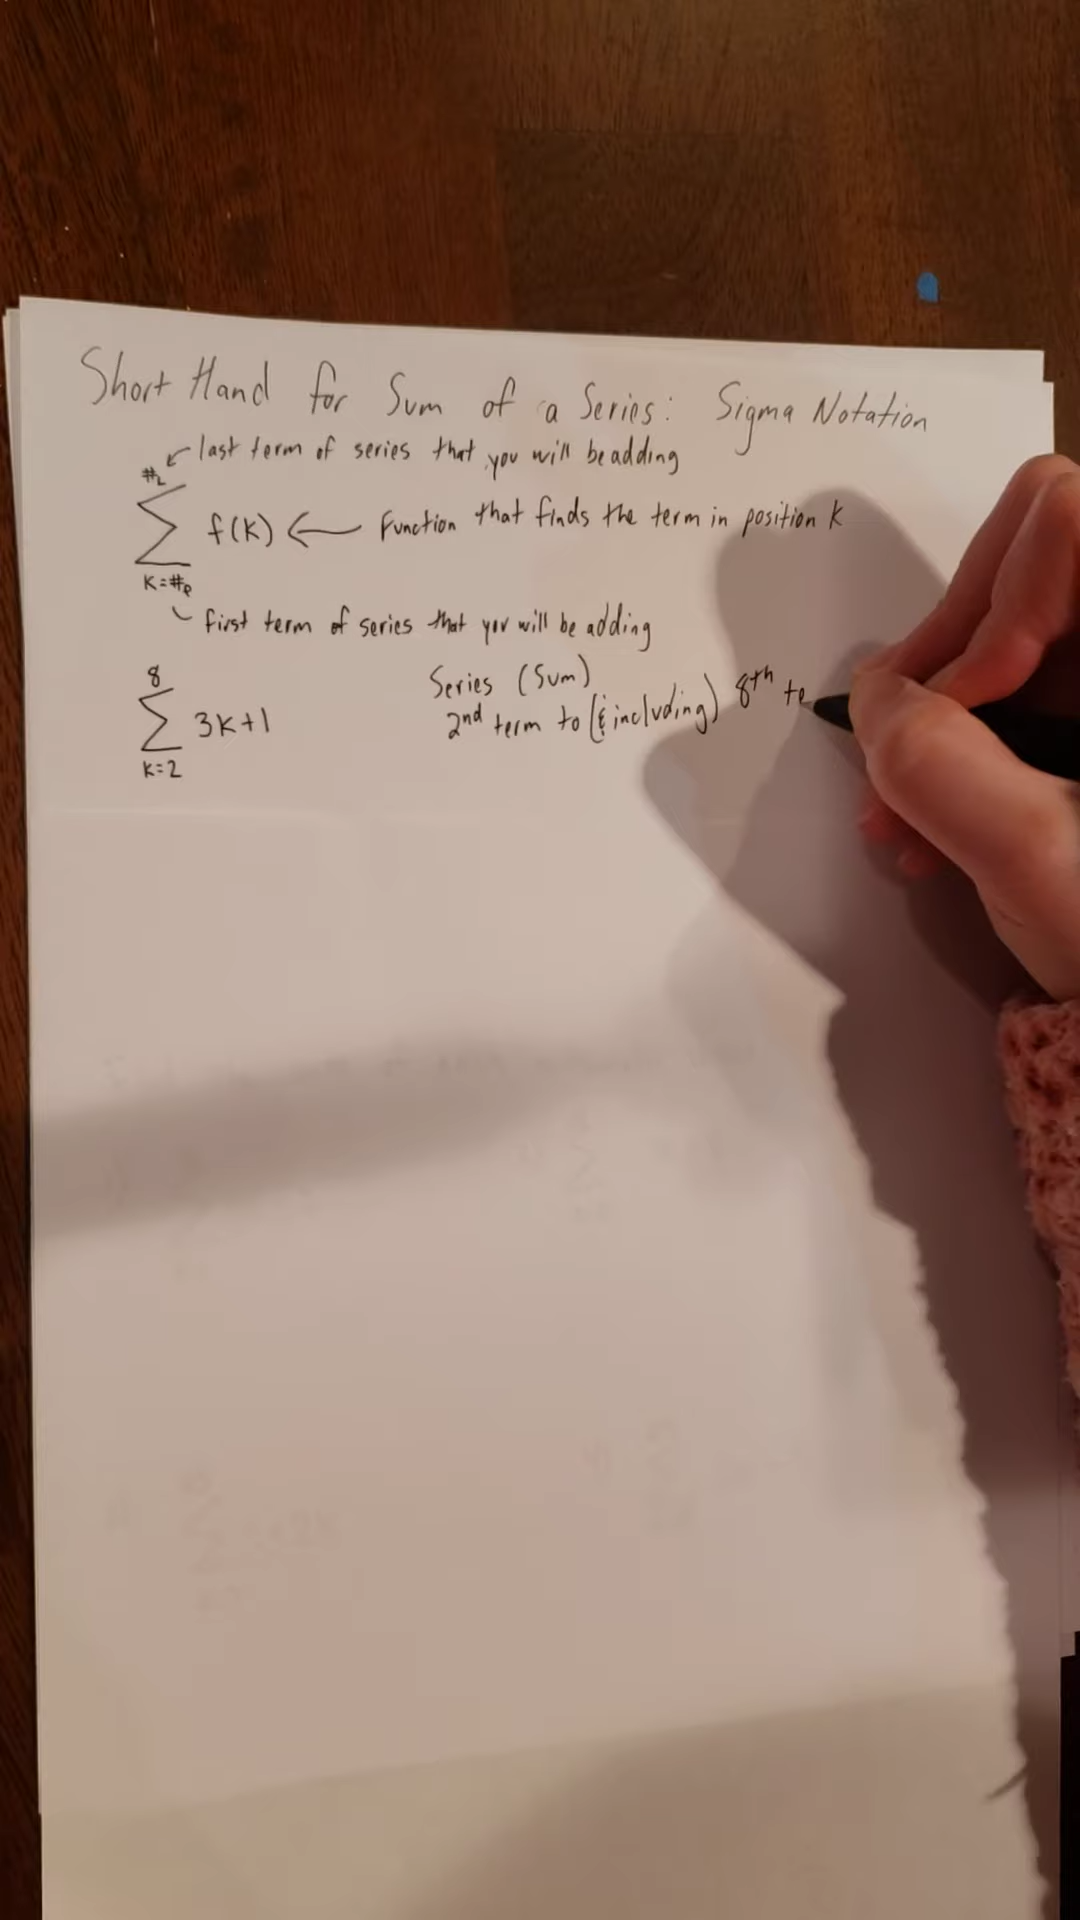 Short Hand for Sum of a Series: Sigma Notation
last term of series that you will be adding
#L
∑ f(k) ← Function that finds the term in position k
k=#F
first term of series that you will be adding
8
∑ 3k+1
k=2
Series (Sum)
2nd term to (& including) 8th te